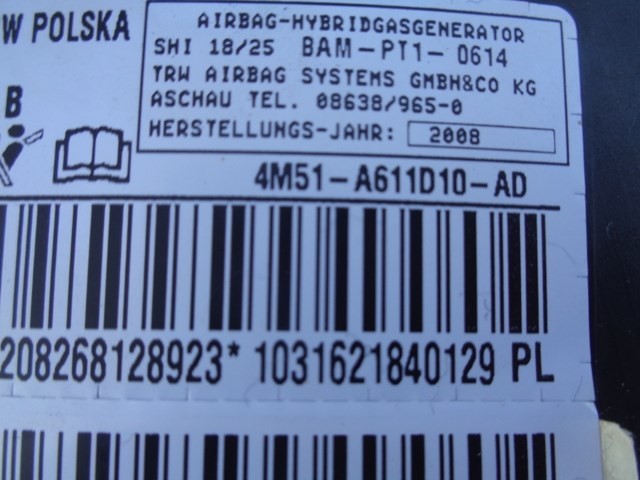 W POLSKA
AIRBAG-HYBRIDGASGENERATOR
SHI 18/25 BAM-PT1- 0614
TRW AIRBAG SYSTEMS GMBH&CO KG
ASCHAU TEL. 08638/965-0
HERSTELLUNGS-JAHR: 2008
B
4M51-A611D10-AD
208268128923* 1031621840129 PL